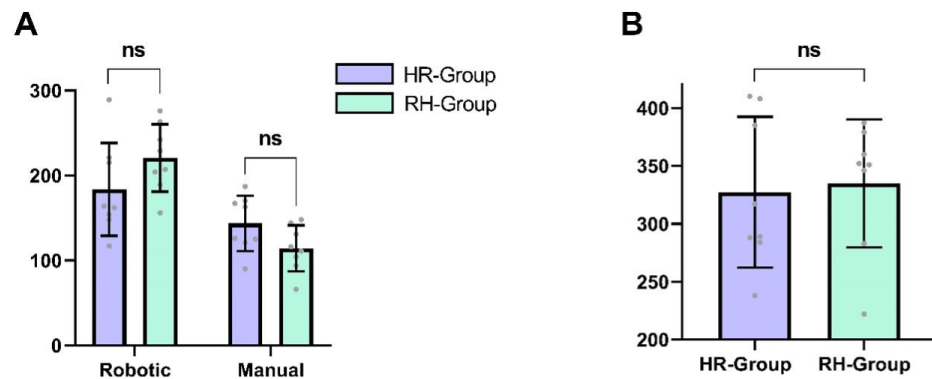 A
ns
HR-Group
RH-Group
ns
300
200
100
0
Robotic
Manual
B
ns
400
350
300
250
200
HR-Group
RH-Group